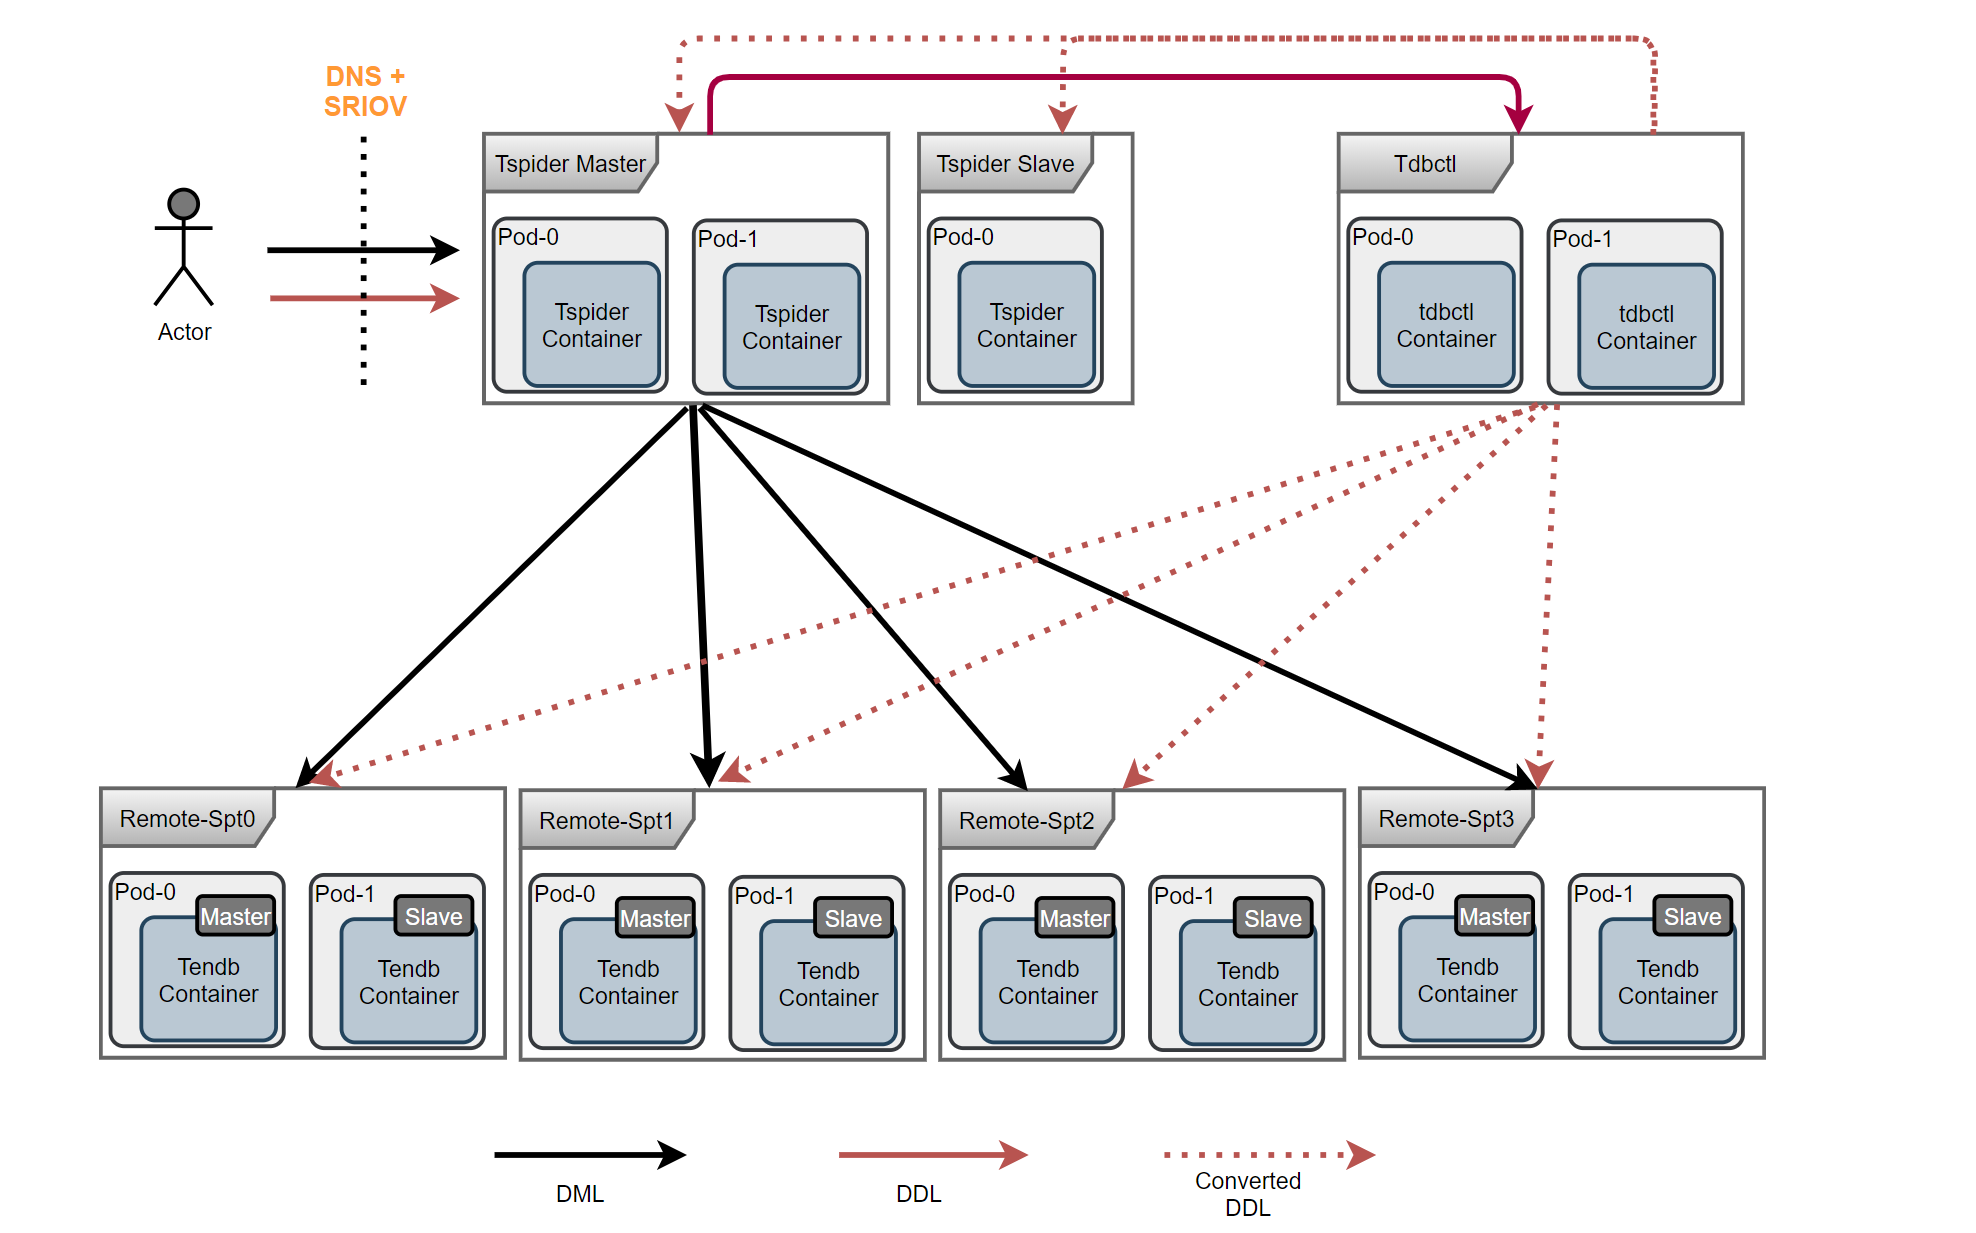 DNS +
SRIOV
Actor
Tspider Master
Pod-0
Tspider
Container
Pod-1
Tspider
Container
Tspider Slave
Pod-0
Tspider
Container
Tdbctl
Pod-0
tdbctl
Container
Pod-1
tdbctl
Container
Remote-Spt0
Pod-0
Master
Tendb
Container
Pod-1
Slave
Tendb
Container
Remote-Spt1
Pod-0
Master
Tendb
Container
Pod-1
Slave
Tendb
Container
Remote-Spt2
Pod-0
Master
Tendb
Container
Pod-1
Slave
Tendb
Container
Remote-Spt3
Pod-0
Master
Tendb
Container
Pod-1
Slave
Tendb
Container
DML
DDL
Converted
DDL